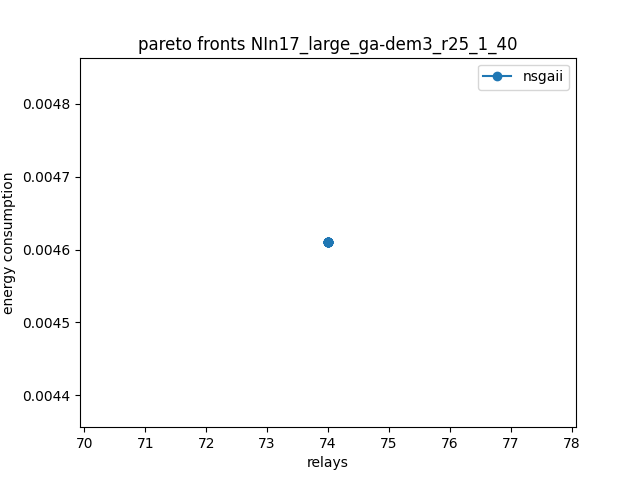 pareto fronts NIn17_large_ga-dem3_r25_1_40
nsgaii
0.0048
0.0047
0.0046
0.0045
0.0044
energy consumption
70 71 72 73 74 75 76 77 78
relays